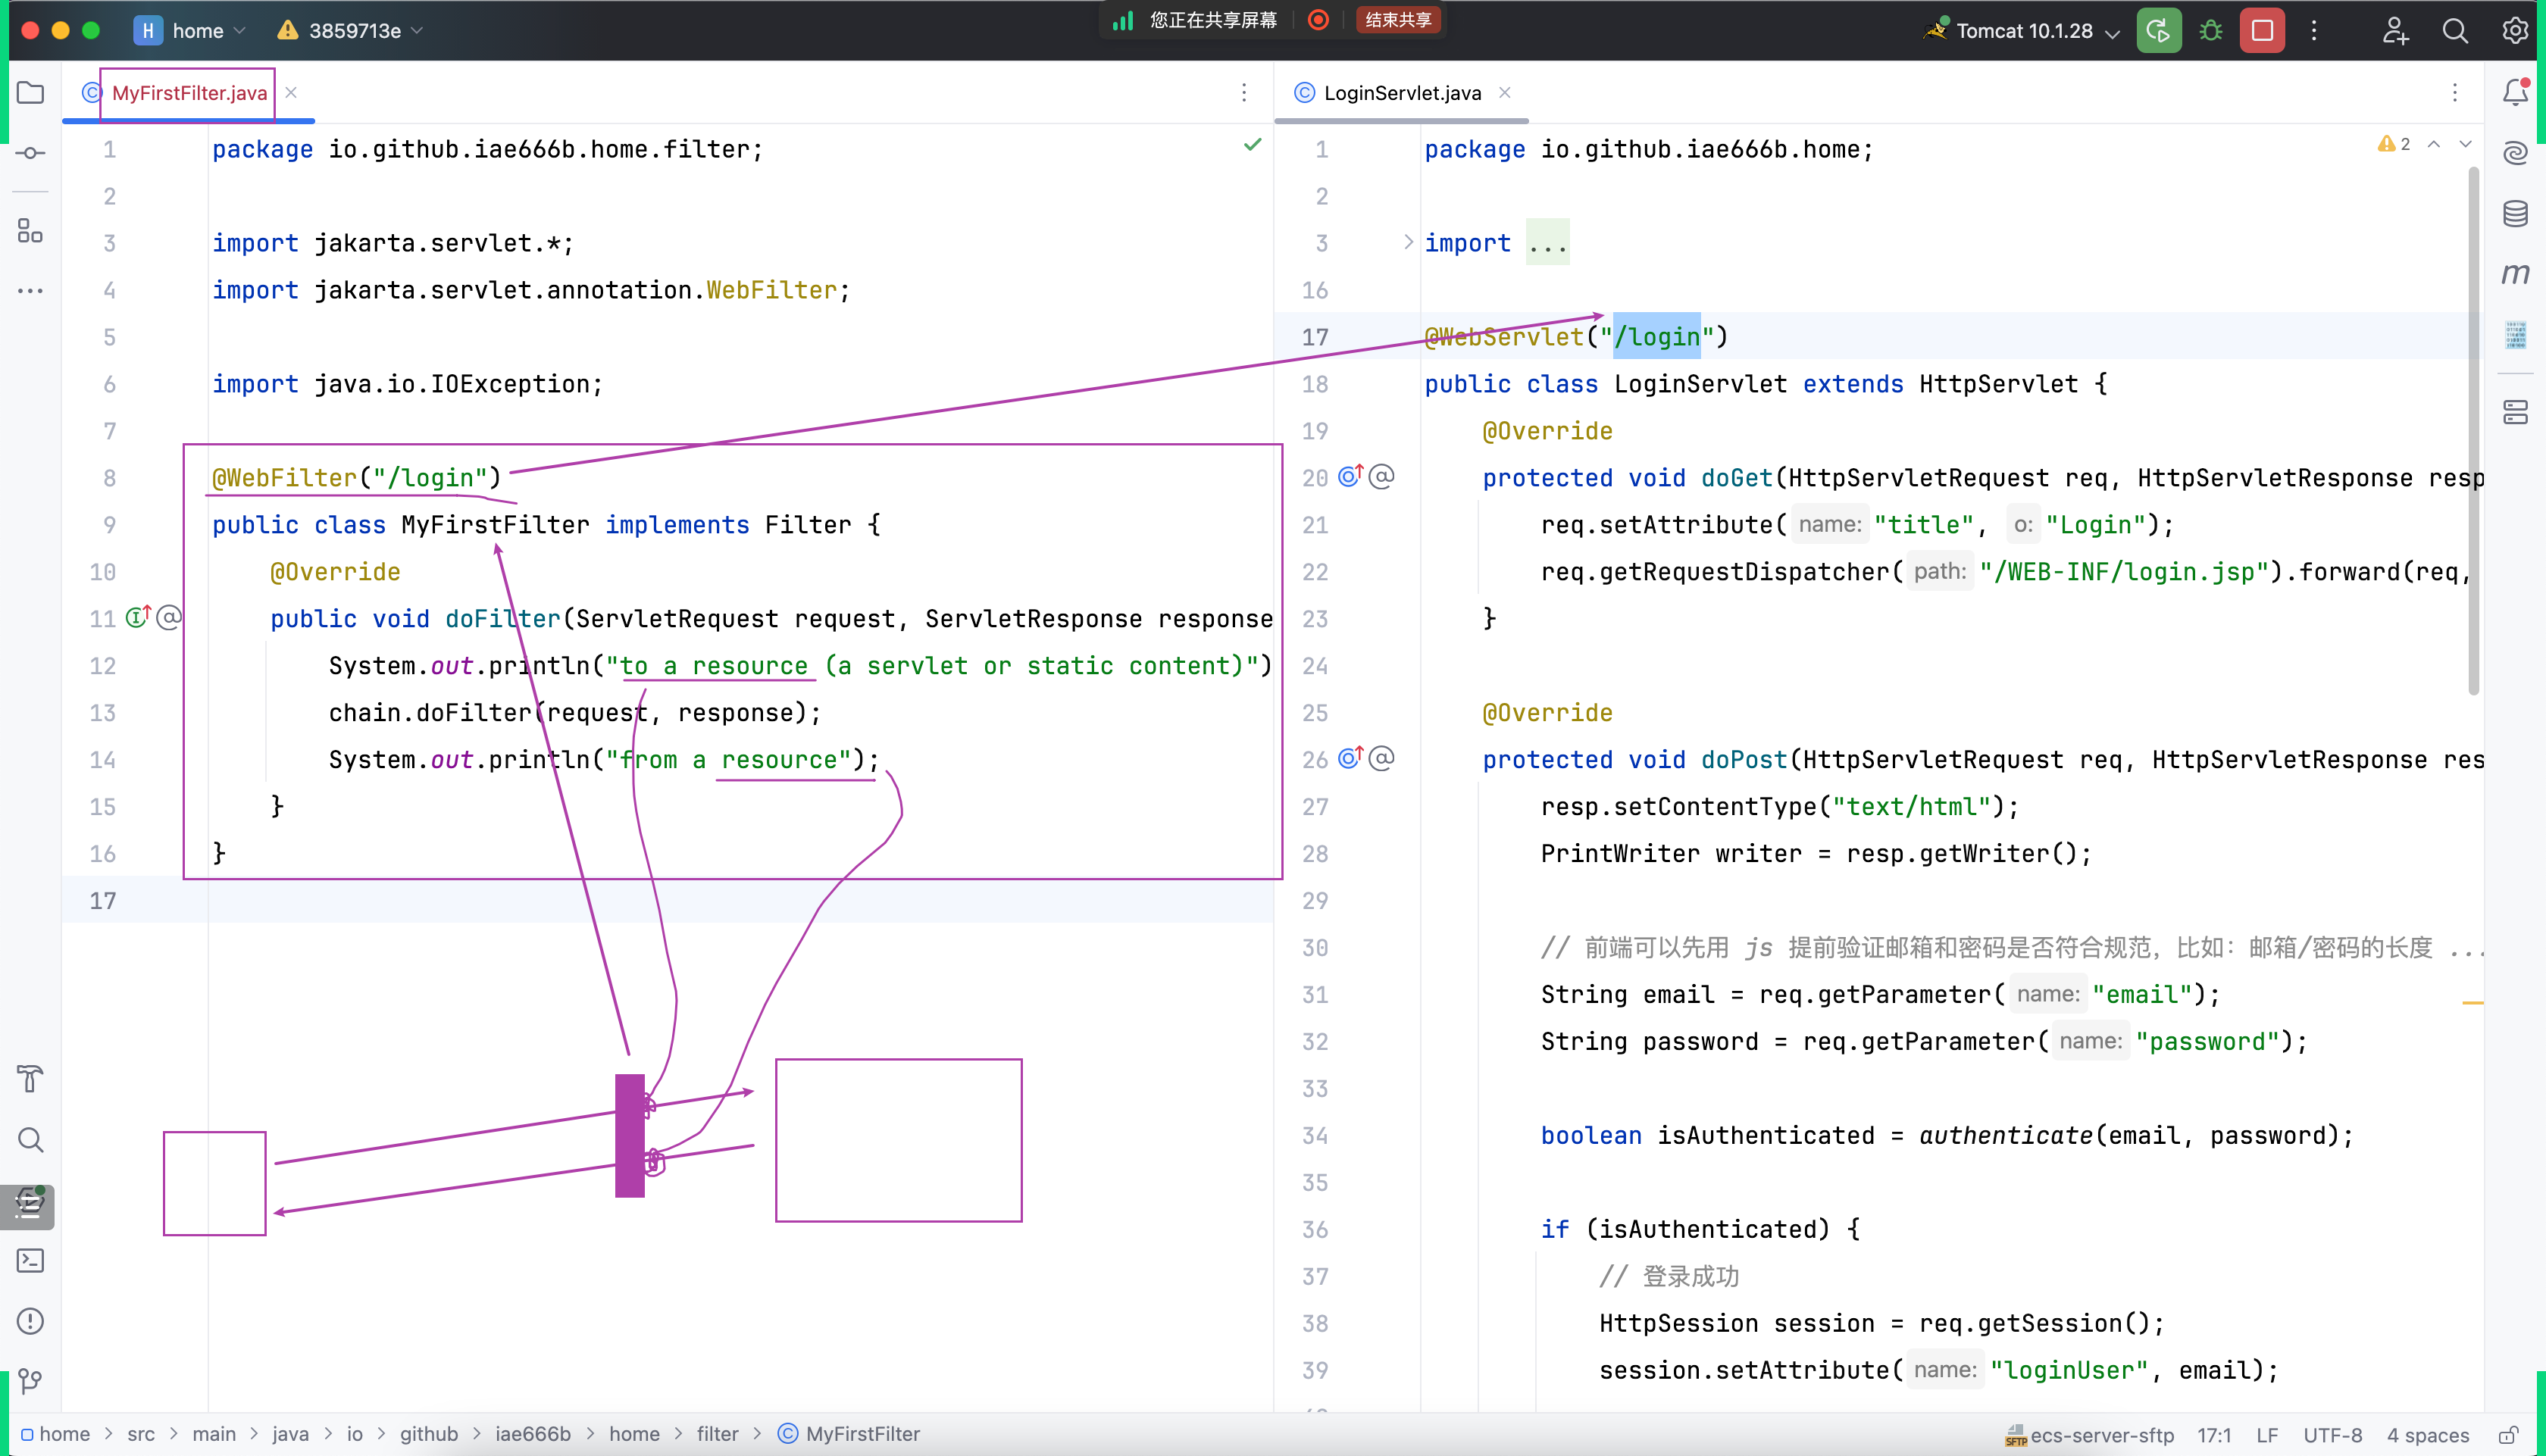 H home 3859713e
您正在共享屏幕 结束共享
Tomcat 10.1.28
MyFirstFilter.java
1 package io.github.iae666b.home.filter;
2
3 import jakarta.servlet.*;
4 import jakarta.servlet.annotation.WebFilter;
5
6 import java.io.IOException;
7
8 @WebFilter("/login")
9 public class MyFirstFilter implements Filter {
10 @Override
11 public void doFilter(ServletRequest request, ServletResponse response
12 System.out.println("to a resource (a servlet or static content)")
13 chain.doFilter(request, response);
14 System.out.println("from a resource");
15 }
16 }
17
LoginServlet.java
2
1 package io.github.iae666b.home;
2
3 import ...
16
17 @WebServlet("/login")
18 public class LoginServlet extends HttpServlet {
19 @Override
20 protected void doGet(HttpServletRequest req, HttpServletResponse resp
21 req.setAttribute( name: "title", o: "Login");
22 req.getRequestDispatcher( path: "/WEB-INF/login.jsp").forward(req,
23 }
24
25 @Override
26 protected void doPost(HttpServletRequest req, HttpServletResponse res
27 resp.setContentType("text/html");
28 PrintWriter writer = resp.getWriter();
29
30 // 前端可以先用 js 提前验证邮箱和密码是否符合规范，比如：邮箱/密码的长度 ...
31 String email = req.getParameter( name: "email");
32 String password = req.getParameter( name: "password");
33
34 boolean isAuthenticated = authenticate(email, password);
35
36 if (isAuthenticated) {
37 // 登录成功
38 HttpSession session = req.getSession();
39 session.setAttribute( name: "loginUser", email);
home > src > main > java > io > github > iae666b > home > filter > MyFirstFilter
SFTP ecs-server-sftp 17:1 LF UTF-8 4 spaces